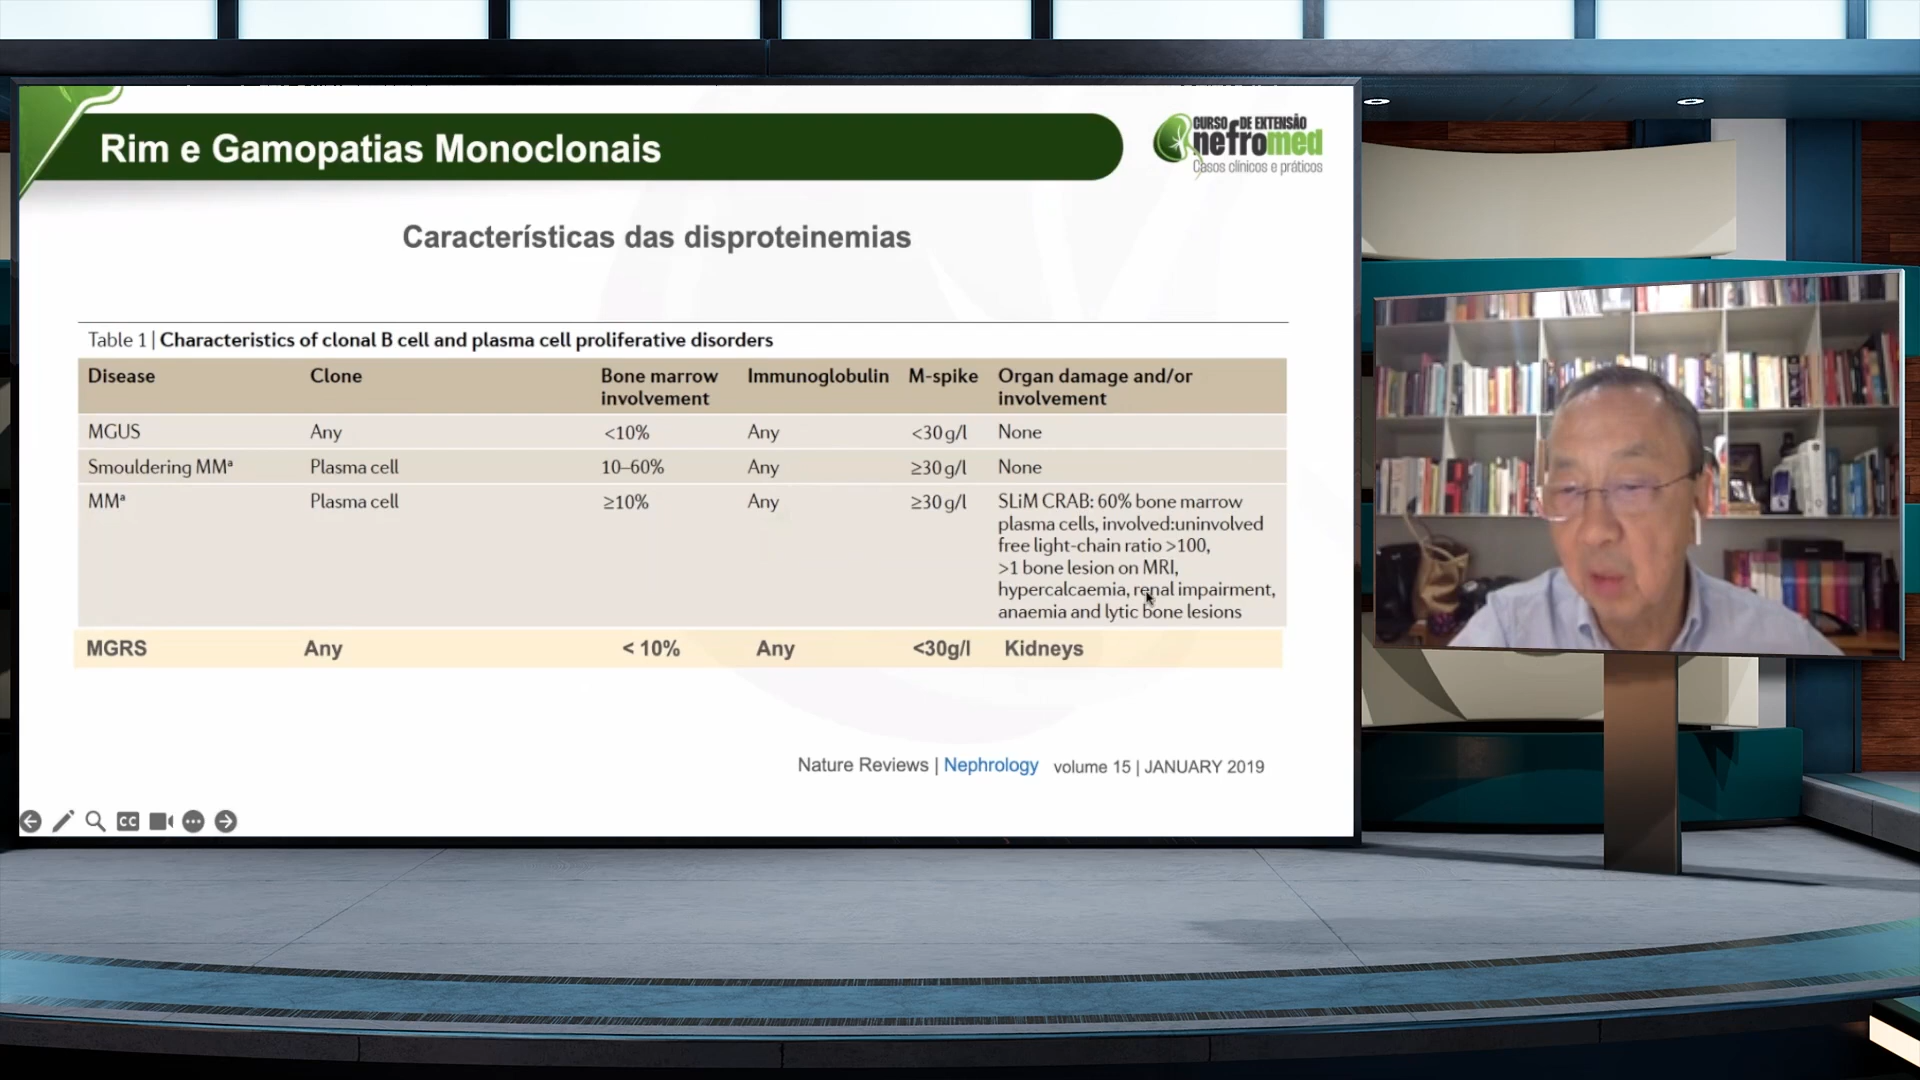 Rim e Gamopatias Monoclonais
CURSO DE EXTENSÃO
nefromed
Casos clínicos e práticos
Características das disproteinemias
Table 1 | Characteristics of clonal B cell and plasma cell proliferative disorders
Disease Clone Bone marrow involvement Immunoglobulin M-spike Organ damage and/or involvement
MGUS Any <10% Any <30 g/l None
Smouldering MMª Plasma cell 10–60% Any ≥30 g/l None
MMª Plasma cell ≥10% Any ≥30 g/l SLiM CRAB: 60% bone marrow
plasma cells, involved:uninvolved
free light-chain ratio >100,
>1 bone lesion on MRI,
hypercalcaemia, renal impairment,
anaemia and lytic bone lesions
MGRS Any < 10% Any <30g/l Kidneys
Nature Reviews | Nephrology volume 15 | JANUARY 2019
CC